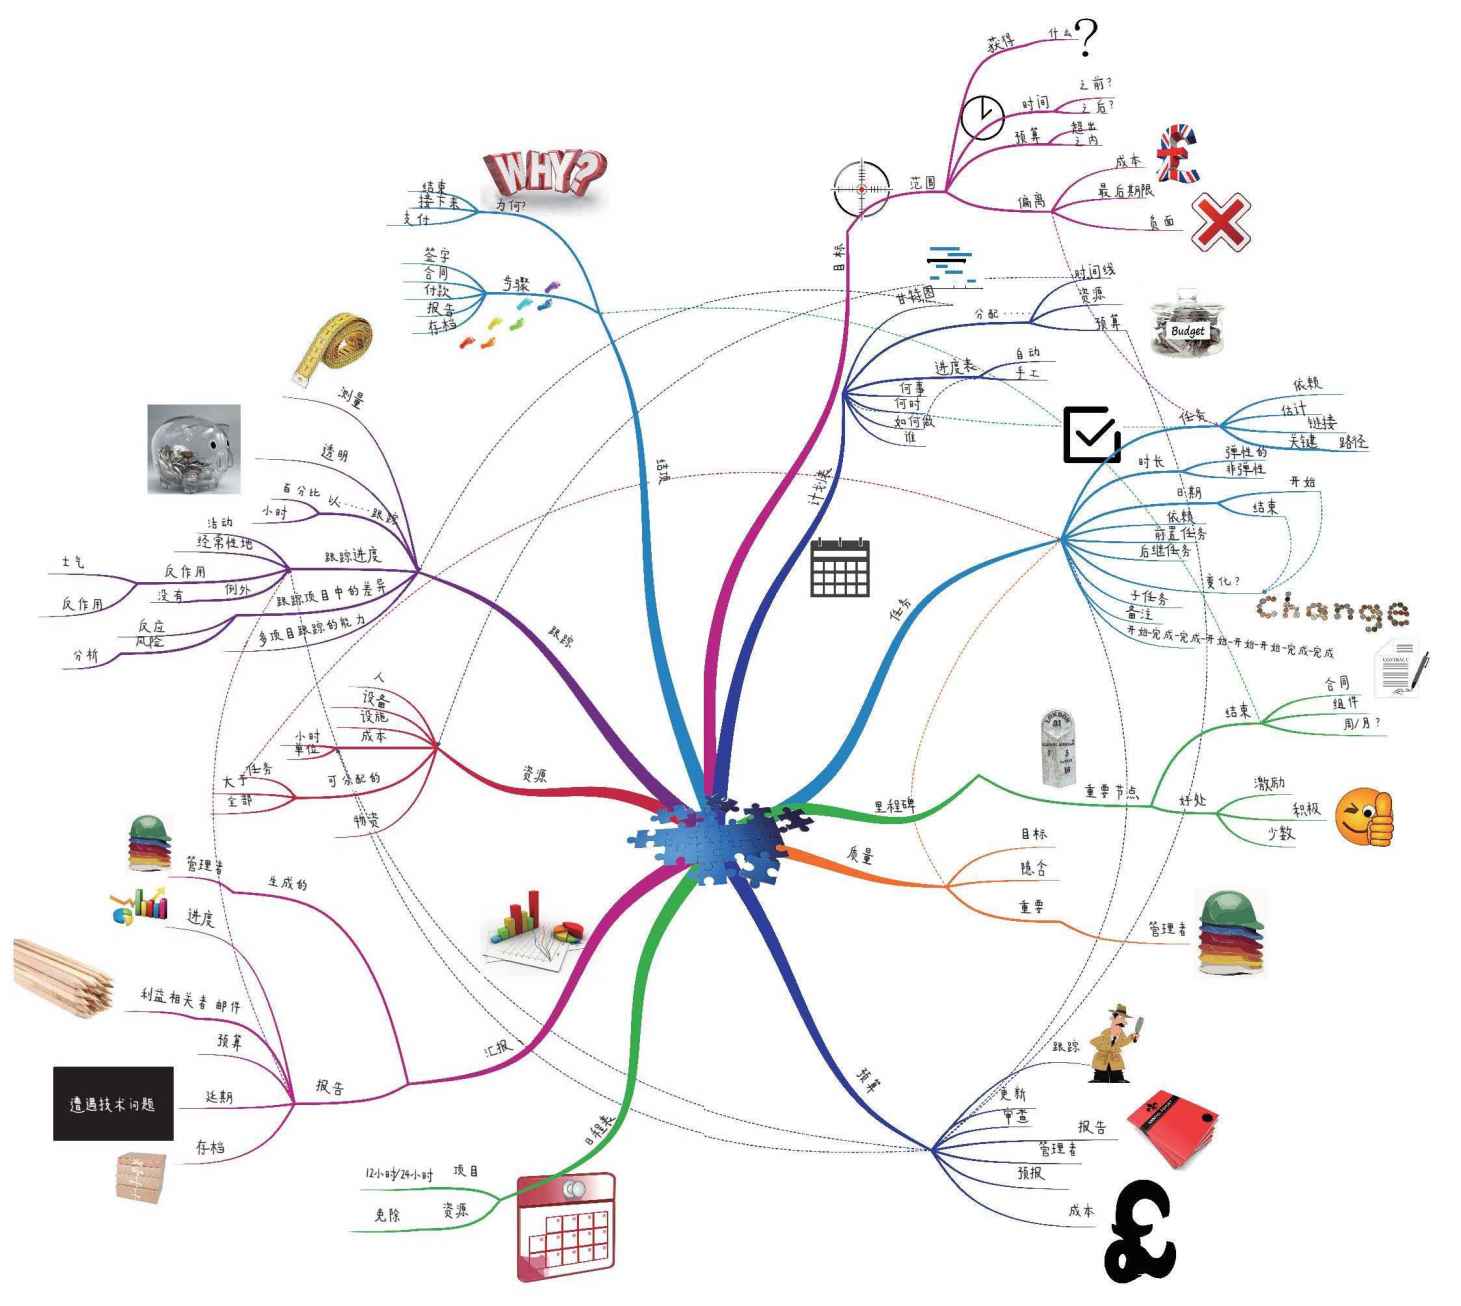 获得
什么?
时间
之前?
之后?
预算
超出
之内
范围
偏离
成本
最后期限
负面
目标
WHY?
为何?
结束
接下来
支付
步骤
签字
合同
付款
报告
存档
结项
甘特图
分配
时间线
资源
预算
Budget
进度表
自动
手工
何事
何时
如何做
谁
计划表
任务
依赖
估计
链接
关键 路径
时长
弹性的
非弹性
日期
开始
结束
依赖
前置任务
后继任务
变化?
change
子任务
备注
开始-完成-完成-开始-开始-开始-完成-完成
任务
CONTRACT
结束
合同
组件
周/月?
LONDON
里程碑
重要节点
好处
激励
积极
少数
质量
目标
隐含
重要
管理者
预算
跟踪
更新
审查
报告
管理者
预报
成本
£
日程表
12小时/24小时 项目
免除 资源
汇报
生成的
管理者
进度
利益相关者 邮件
预算
报告
延期
遭遇技术问题
存档
资源
人
设备
设施
成本
小时
单位
可分配的
任务
大于
全部
物资
跟踪
测量
透明
百分比 以……跟踪
小时
跟踪进度
活动
经常性地
反作用
士气
反作用
没有 例外
跟踪项目中的差异
反应
风险
分析
多项目跟踪的能力